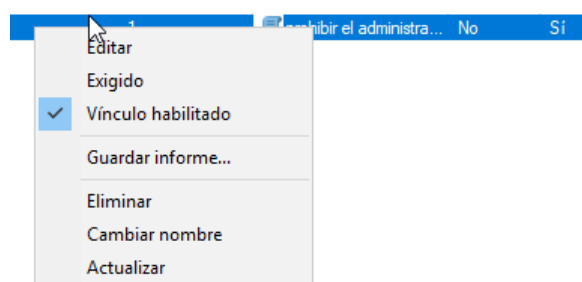 1 prohibir el administra... No Sí
Editar
Exigido
Vínculo habilitado
Guardar informe...
Eliminar
Cambiar nombre
Actualizar